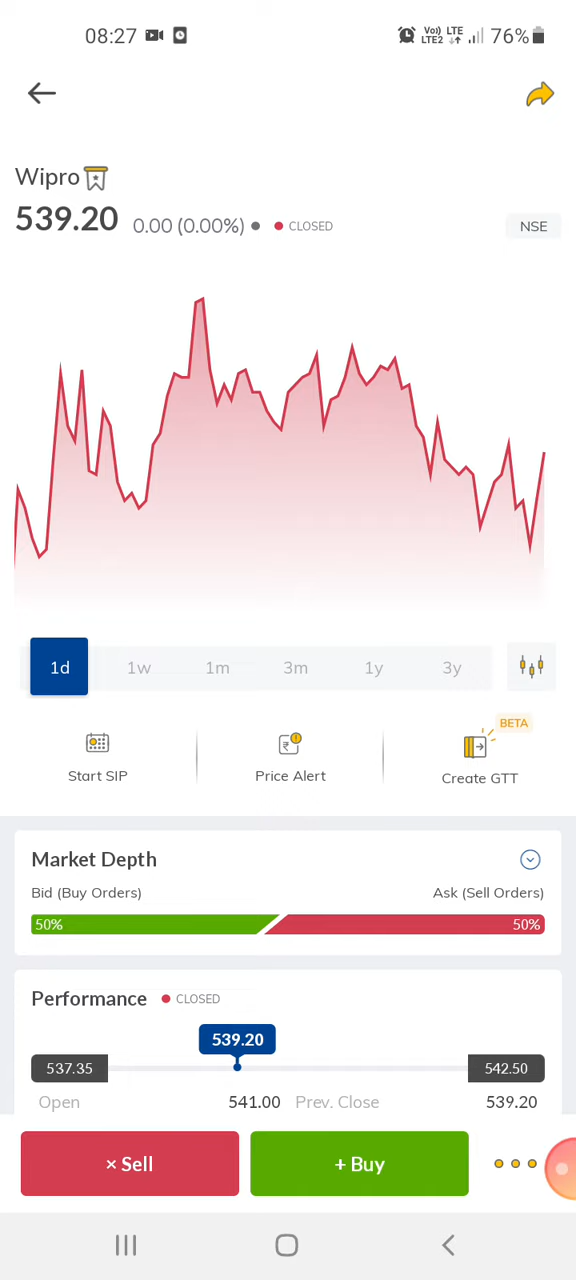 08:27 Vo) LTE LTE2 76%
Wipro
539.20 0.00 (0.00%) CLOSED NSE
1d 1w 1m 3m 1y 3y
BETA
Start SIP Price Alert Create GTT
Market Depth
Bid (Buy Orders) Ask (Sell Orders)
50% 50%
Performance CLOSED
539.20
537.35 542.50
Open 541.00 Prev. Close 539.20
× Sell + Buy